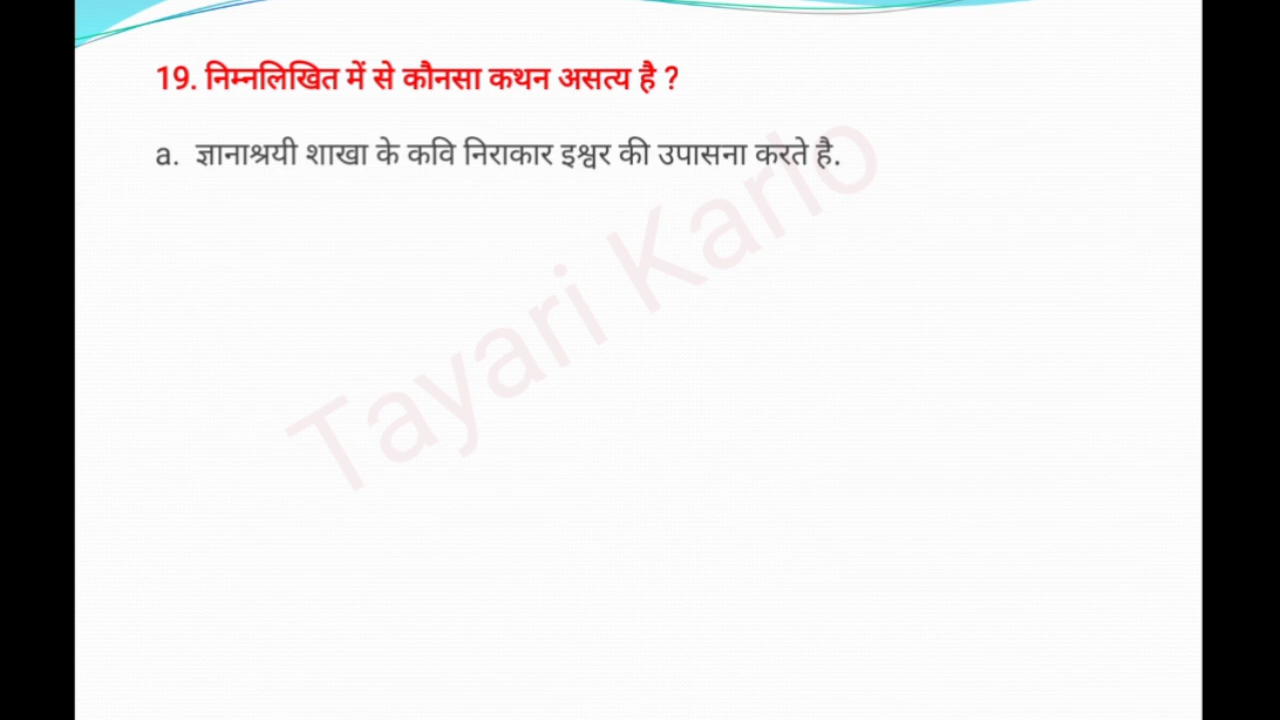 19. निम्नलिखित में से कौनसा कथन असत्य है ?
a. ज्ञानाश्रयी शाखा के कवि निराकार इश्वर की उपासना करते है.
Tayari Karlo